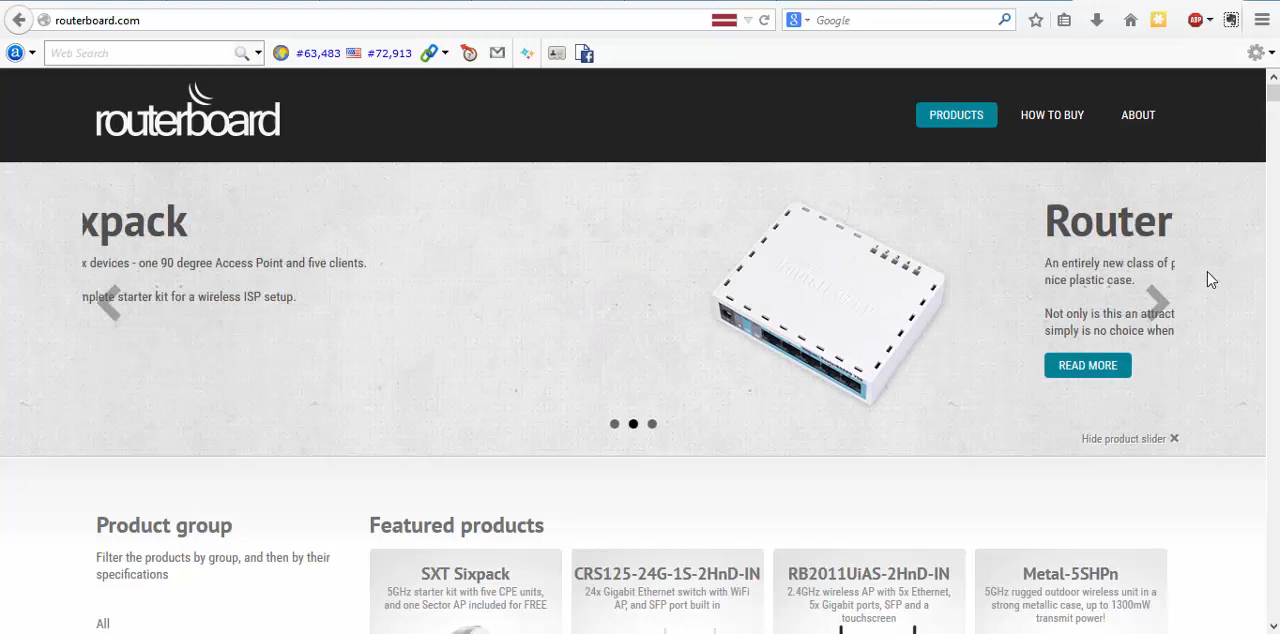 routerboard.com
Google
Web Search
#63,483
#72,913
ABP
routerboard
PRODUCTS
HOW TO BUY
ABOUT
xpack
x devices - one 90 degree Access Point and five clients.
mplete starter kit for a wireless ISP setup.
Router
An entirely new class of p
nice plastic case.
Not only is this an attract
simply is no choice when
READ MORE
Hide product slider
Product group
Filter the products by group, and then by their
specifications
All
Featured products
SXT Sixpack
5GHz starter kit with five CPE units,
and one Sector AP included for FREE
CRS125-24G-1S-2HnD-IN
24x Gigabit Ethernet switch with WiFi
AP, and SFP port built in
RB2011UiAS-2HnD-IN
2.4GHz wireless AP with 5x Ethernet,
5x Gigabit ports, SFP and a
touchscreen
Metal-5SHPn
5GHz rugged outdoor wireless unit in a
strong metallic case, up to 1300mW
transmit power!